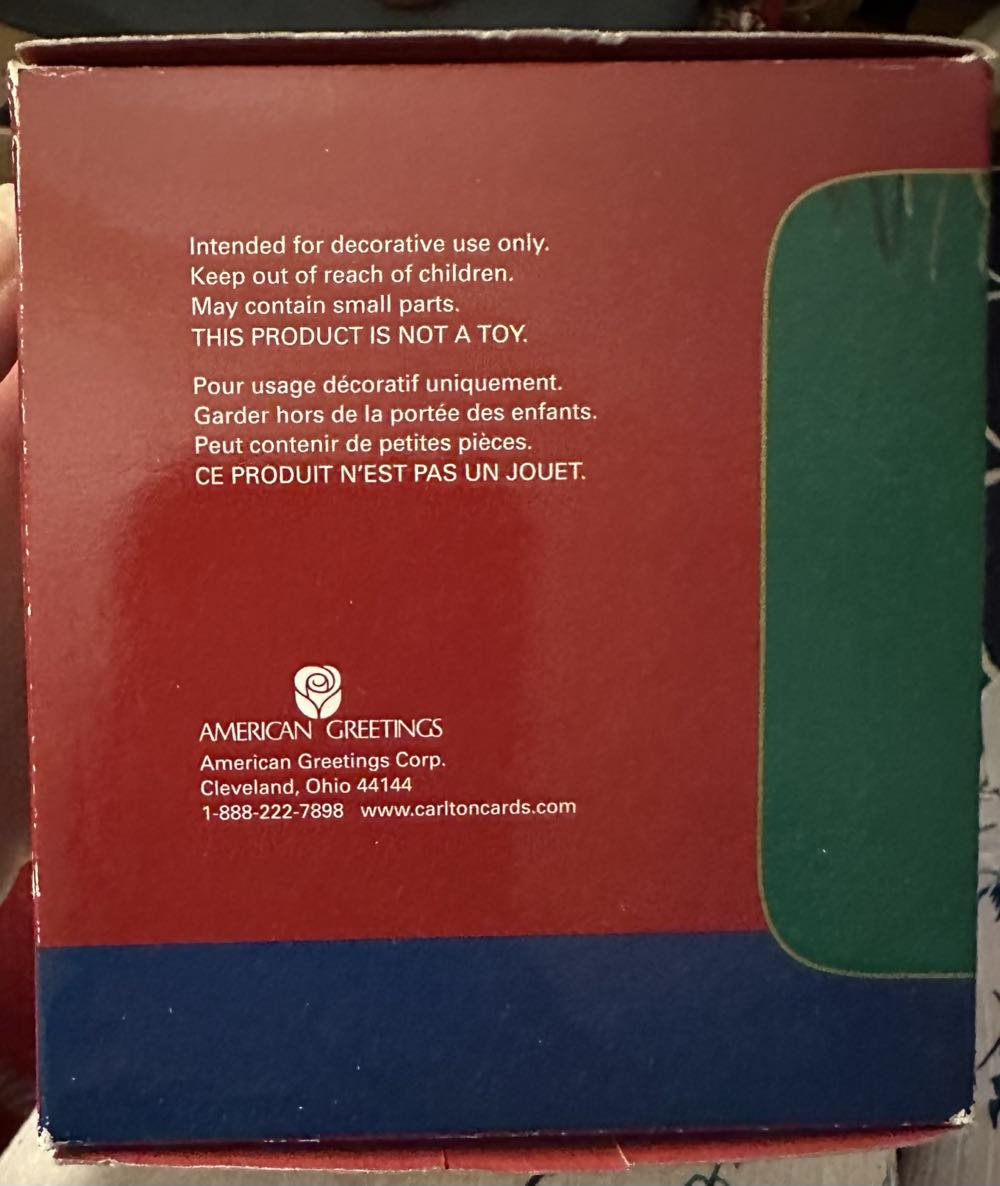 Intended for decorative use only.
Keep out of reach of children.
May contain small parts.
THIS PRODUCT IS NOT A TOY.
Pour usage décoratif uniquement.
Garder hors de la portée des enfants.
Peut contenir de petites pièces.
CE PRODUIT N'EST PAS UN JOUET.
AMERICAN GREETINGS
American Greetings Corp.
Cleveland, Ohio 44144
1-888-222-7898 www.carltoncards.com